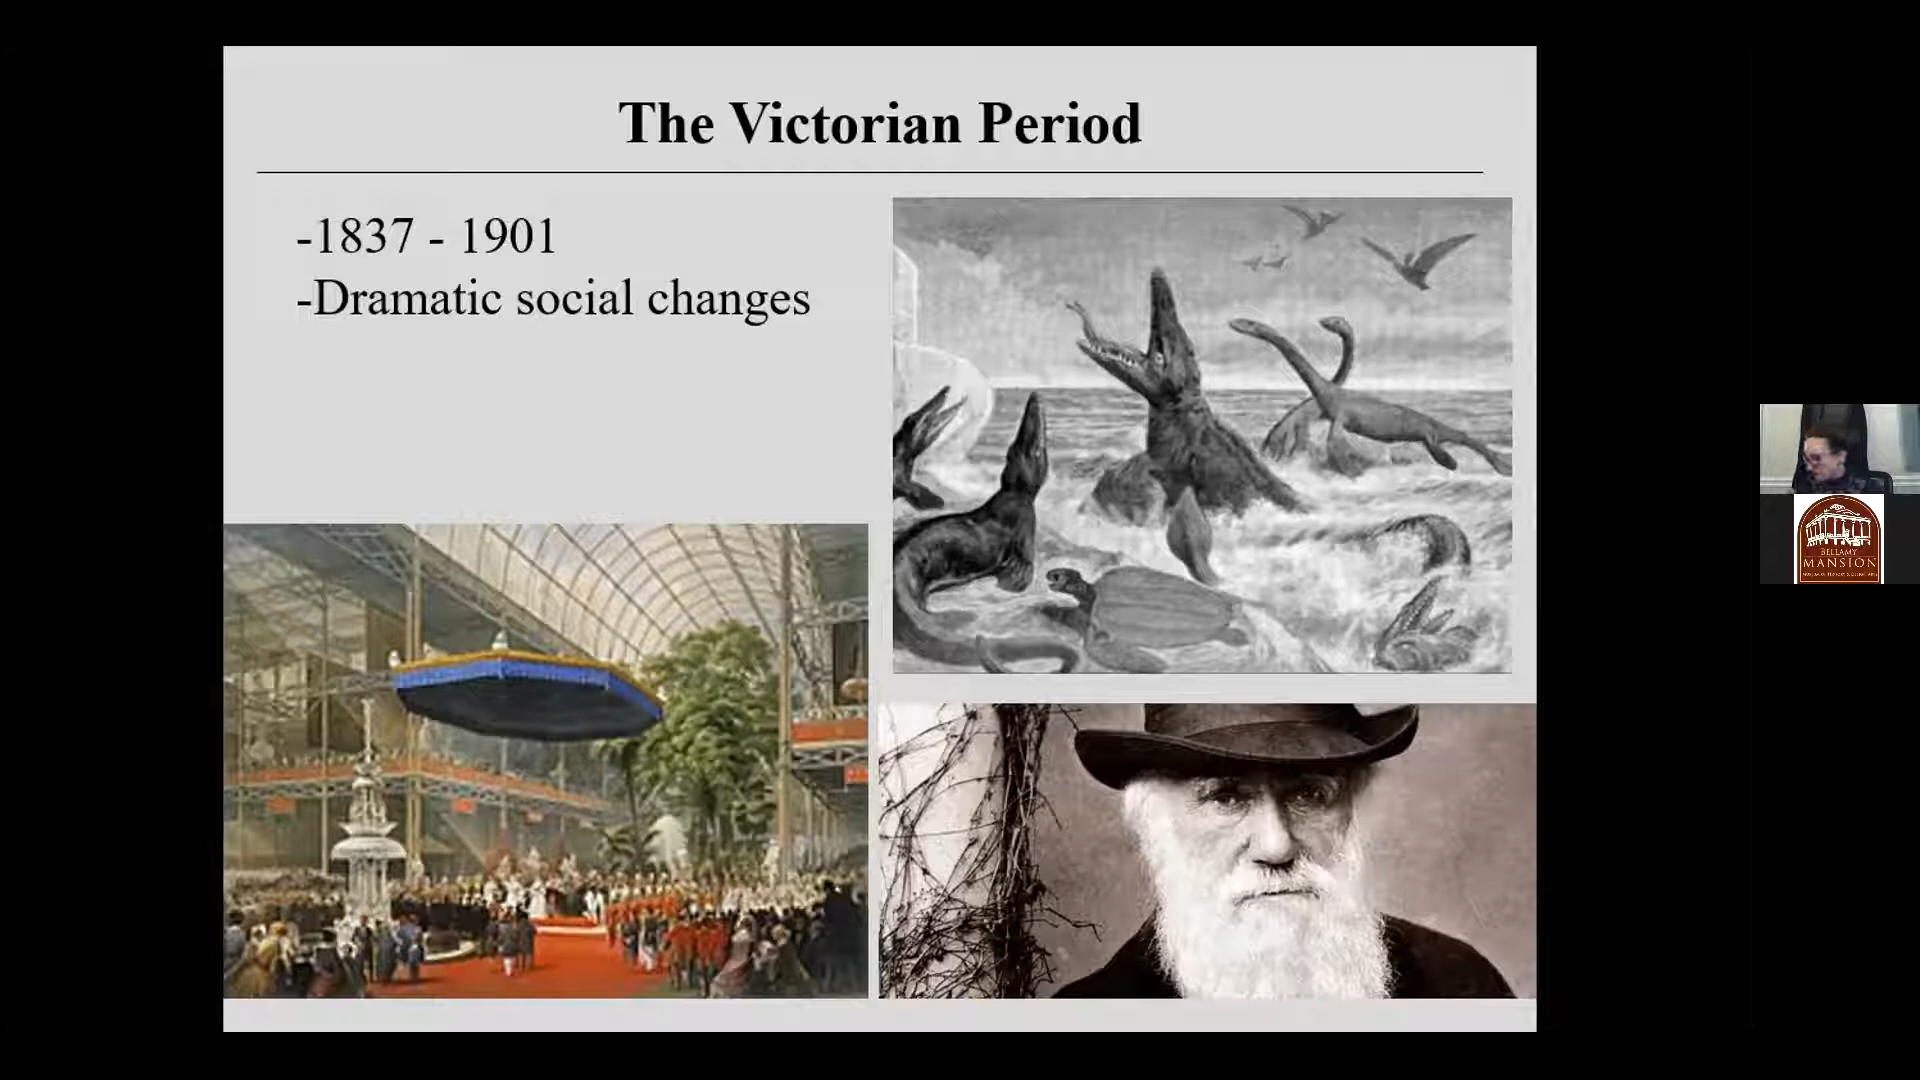 The Victorian Period
-1837 - 1901
-Dramatic social changes
BELLAMY
MANSION